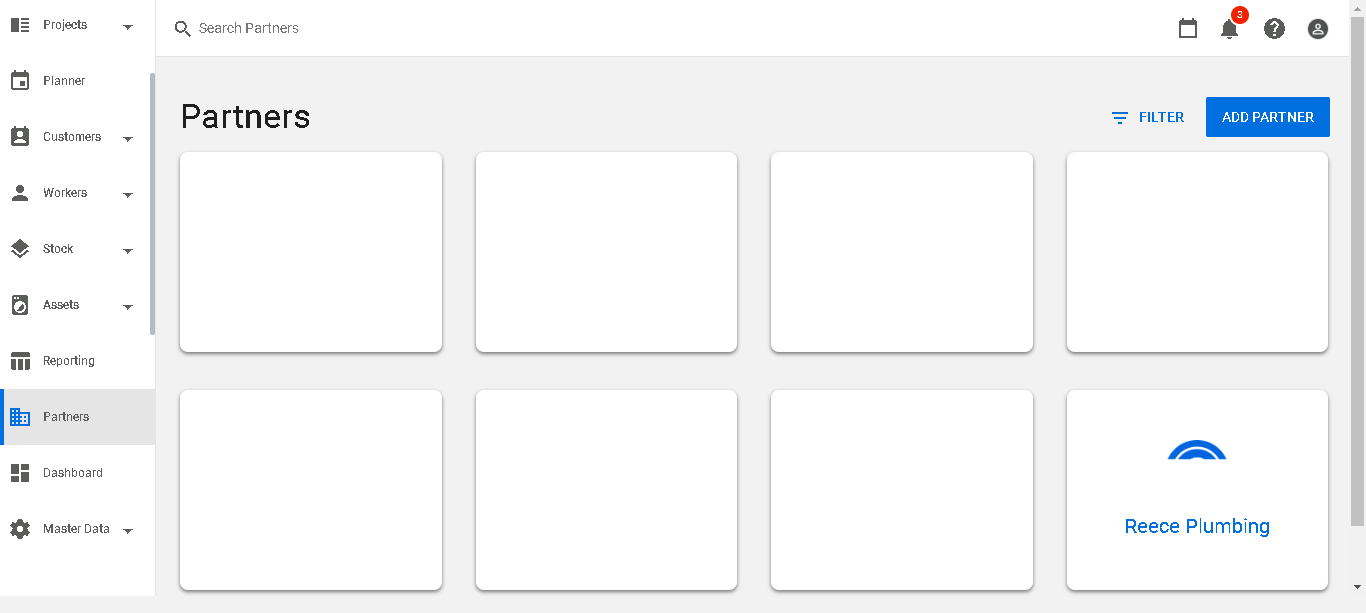 Projects
Search Partners
3
Planner
Partners
FILTER
ADD PARTNER
Customers
Workers
Stock
Assets
Reporting
Partners
Dashboard
Master Data
Reece Plumbing